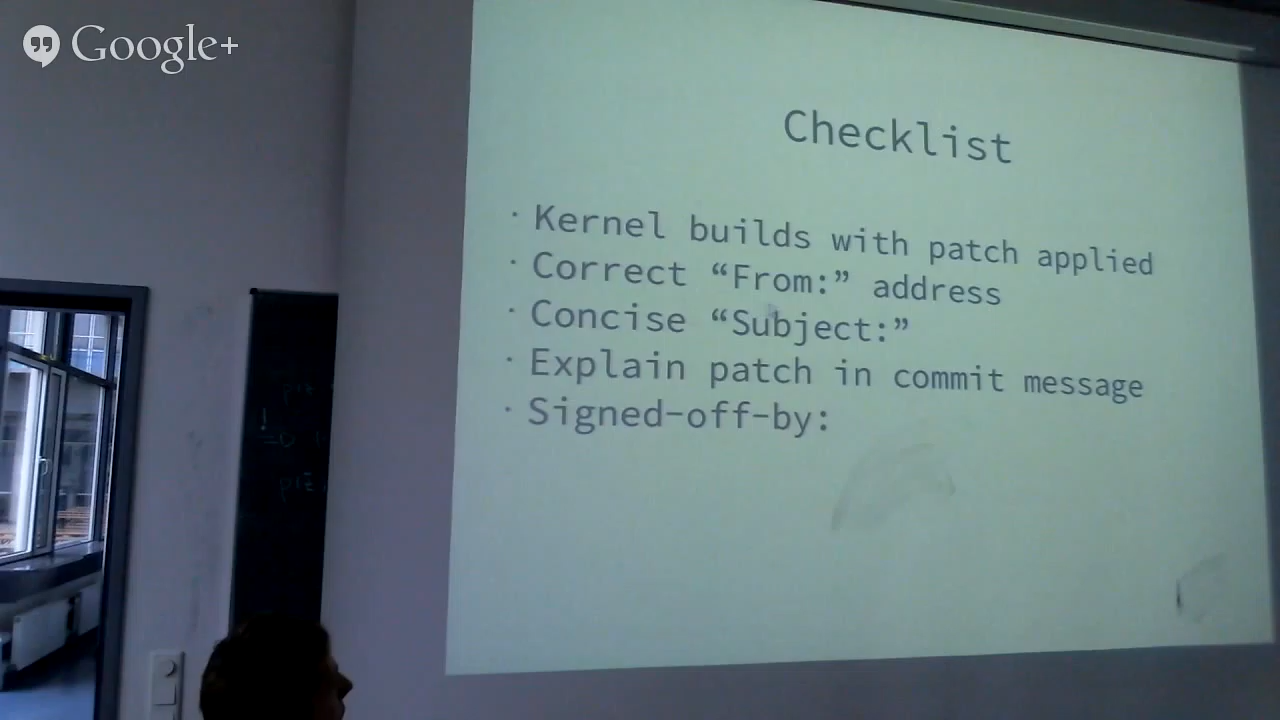 Google+
Checklist
· Kernel builds with patch applied
· Correct “From:” address
· Concise “Subject:”
· Explain patch in commit message
· Signed-off-by: